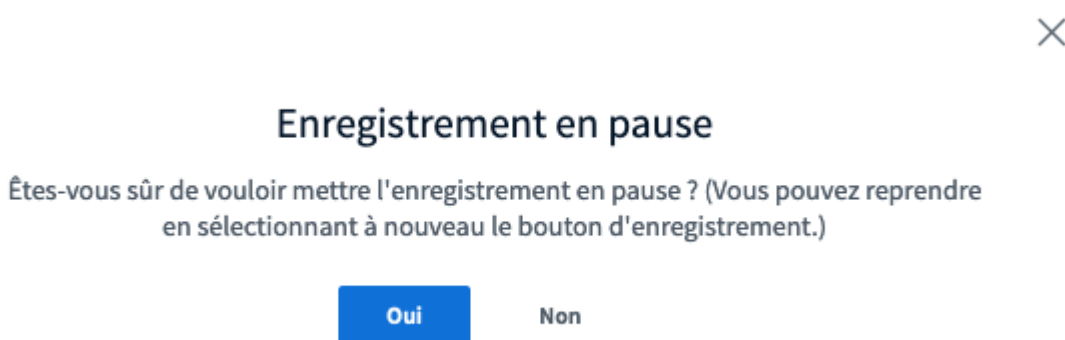 Enregistrement en pause
Êtes-vous sûr de vouloir mettre l'enregistrement en pause ? (Vous pouvez reprendre
en sélectionnant à nouveau le bouton d'enregistrement.)
Oui Non